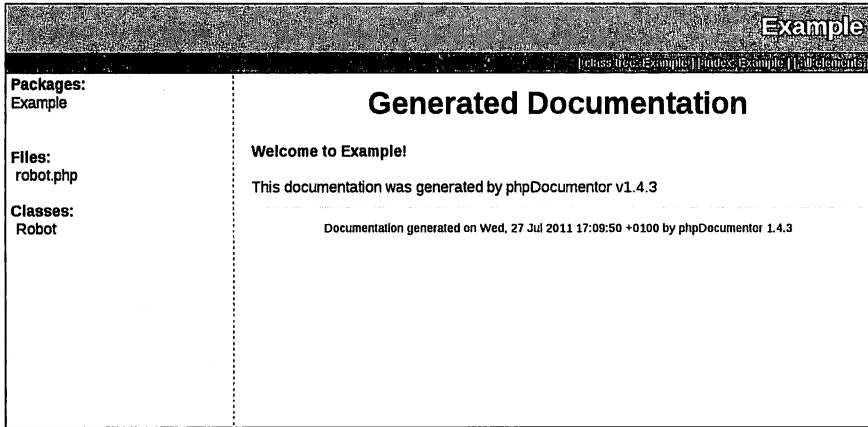 Example
[ class tree: Example ] [ index: Example ] [ all elements ]
Packages:
Example
Files:
robot.php
Classes:
Robot
Generated Documentation
Welcome to Example!
This documentation was generated by phpDocumentor v1.4.3
Documentation generated on Wed, 27 Jul 2011 17:09:50 +0100 by phpDocumentor 1.4.3